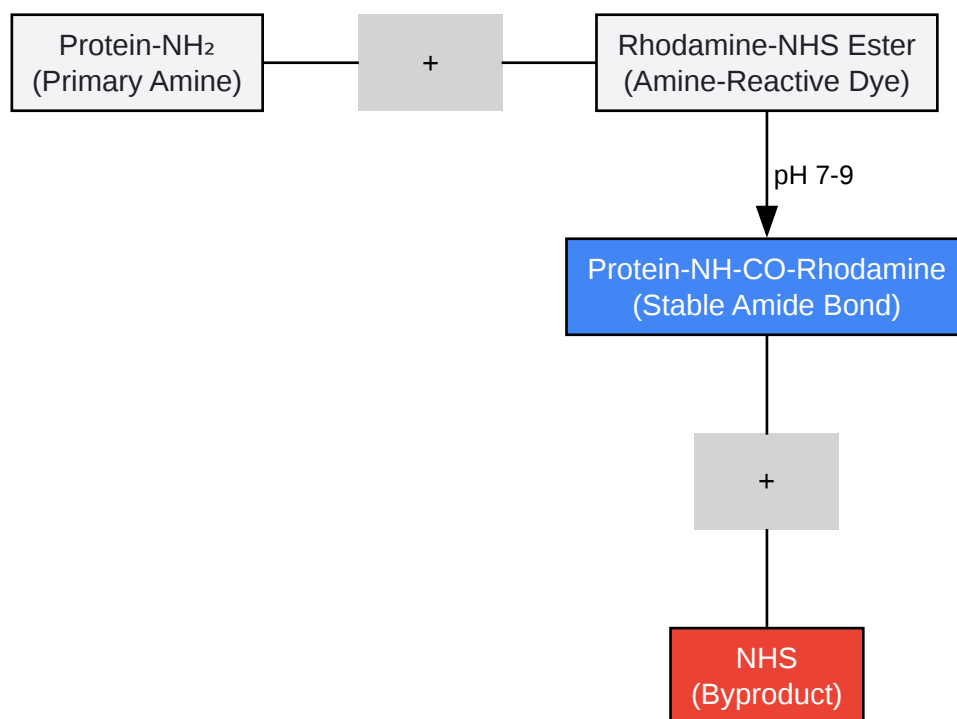 Protein-NH₂
(Primary Amine)
+
Rhodamine-NHS Ester
(Amine-Reactive Dye)
pH 7-9
Protein-NH-CO-Rhodamine
(Stable Amide Bond)
+
NHS
(Byproduct)